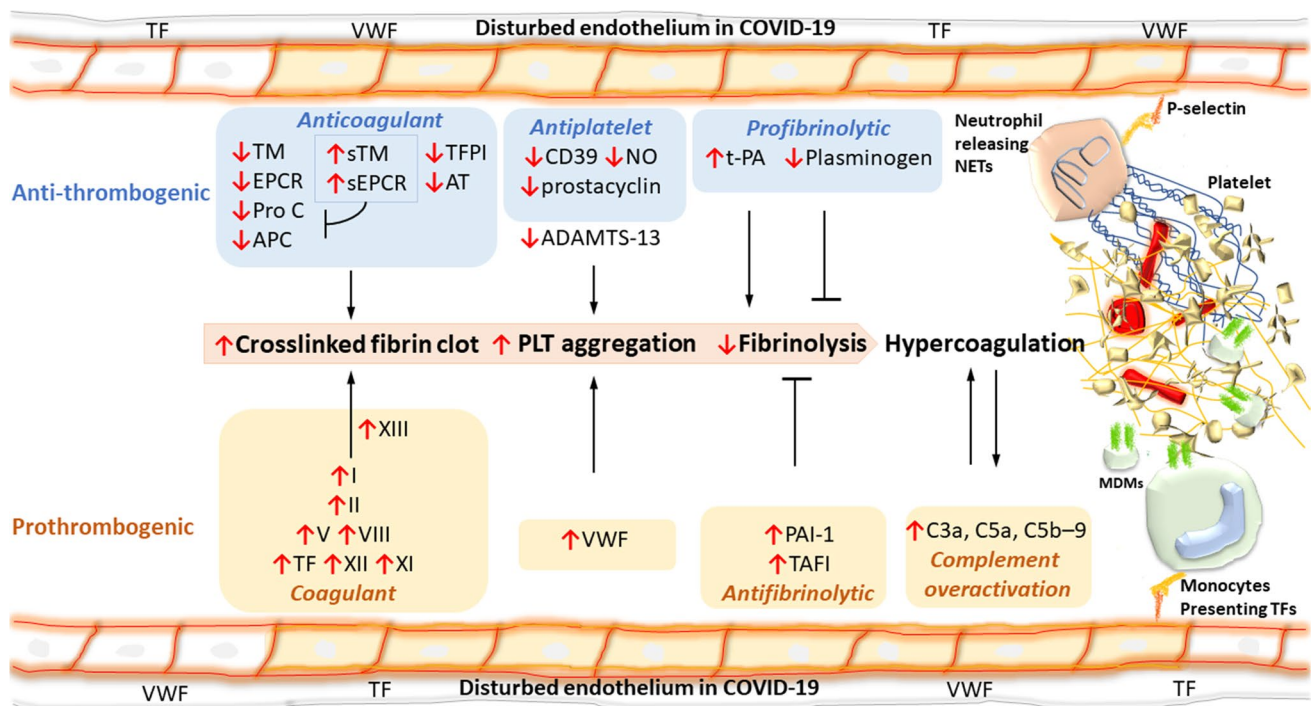 TF VWF Disturbed endothelium in COVID-19 TF VWF
Anti-thrombogenic
Anticoagulant
↓TM ↑sTM ↓TFPI
↓EPCR ↑sEPCR ↓AT
↓Pro C
↓APC
Antiplatelet
↓CD39 ↓NO
↓prostacyclin
↓ADAMTS-13
Profibrinolytic
↑t-PA ↓Plasminogen
Neutrophil
releasing
NETs
P-selectin
Platelet
↑Crosslinked fibrin clot ↑ PLT aggregation ↓Fibrinolysis Hypercoagulation
Prothrombogenic
↑XIII
↑I
↑II
↑V ↑VIII
↑TF ↑XII ↑XI
Coagulant
↑VWF
↑PAI-1
↑TAFI
Antifibrinolytic
↑C3a, C5a, C5b–9
Complement
overactivation
MDMs
Monocytes
Presenting TFs
VWF TF Disturbed endothelium in COVID-19 VWF TF